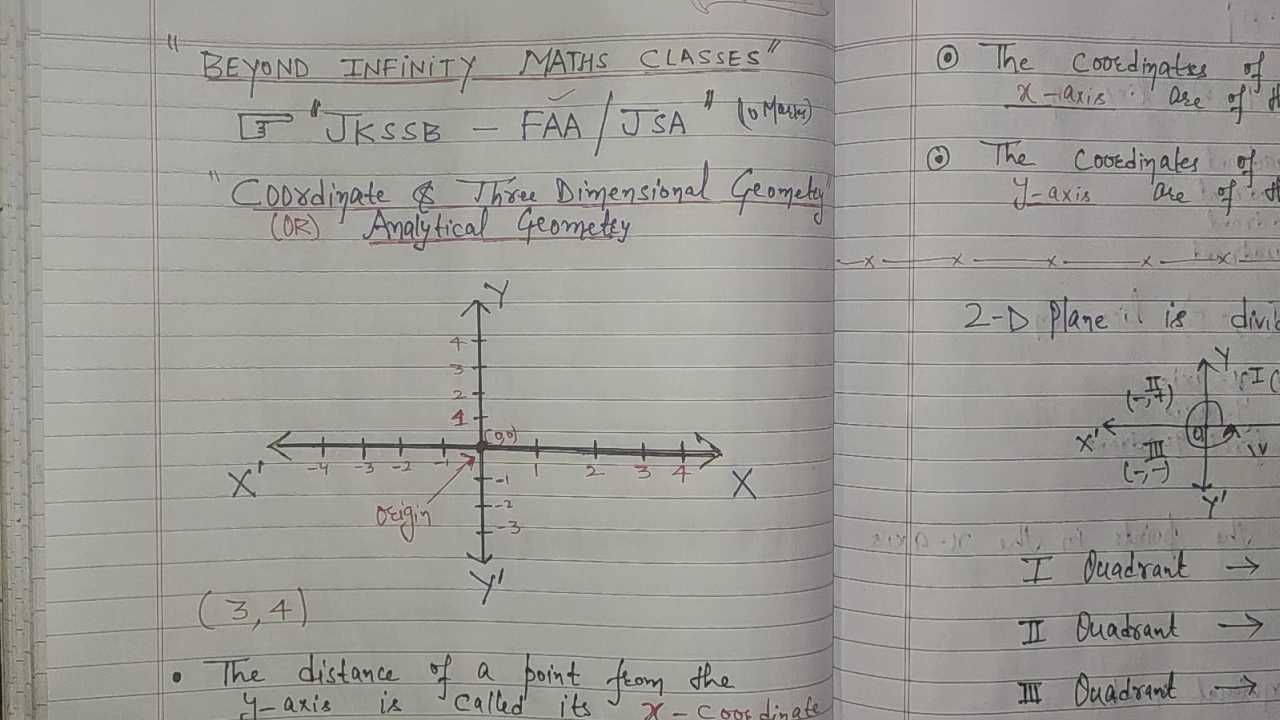 "BEYOND INFINITY MATHS CLASSES"
"JKSSB - FAA/JSA" (10 Marks)
"Coordinate & Three Dimensional Geometry"
(OR) Analytical Geometry
Y
4
3
2
1
(0,0)
-4 -3 -2 -1 1 2 3 4
X' X
-1
-2
-3
origin
Y'
(3,4)
• The distance of a point from the
y-axis is called its x-coordinate
The coordinates of
x-axis are of
The coordinates of
y-axis are of
2-D Plane : is
Y
II I
(-,+)
X' 0
III IV
(-,-)
Y'
I Quadrant →
II Quadrant →
III Quadrant →